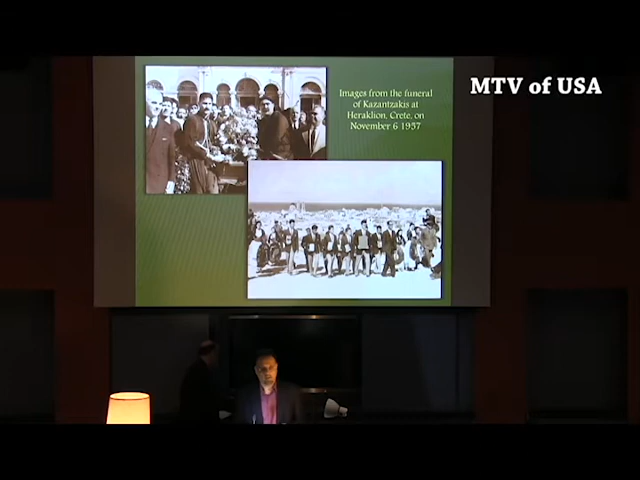 MTV of USA
Images from the funeral
of Kazantzakis at
Heraklion, Crete, on
November 6 1957